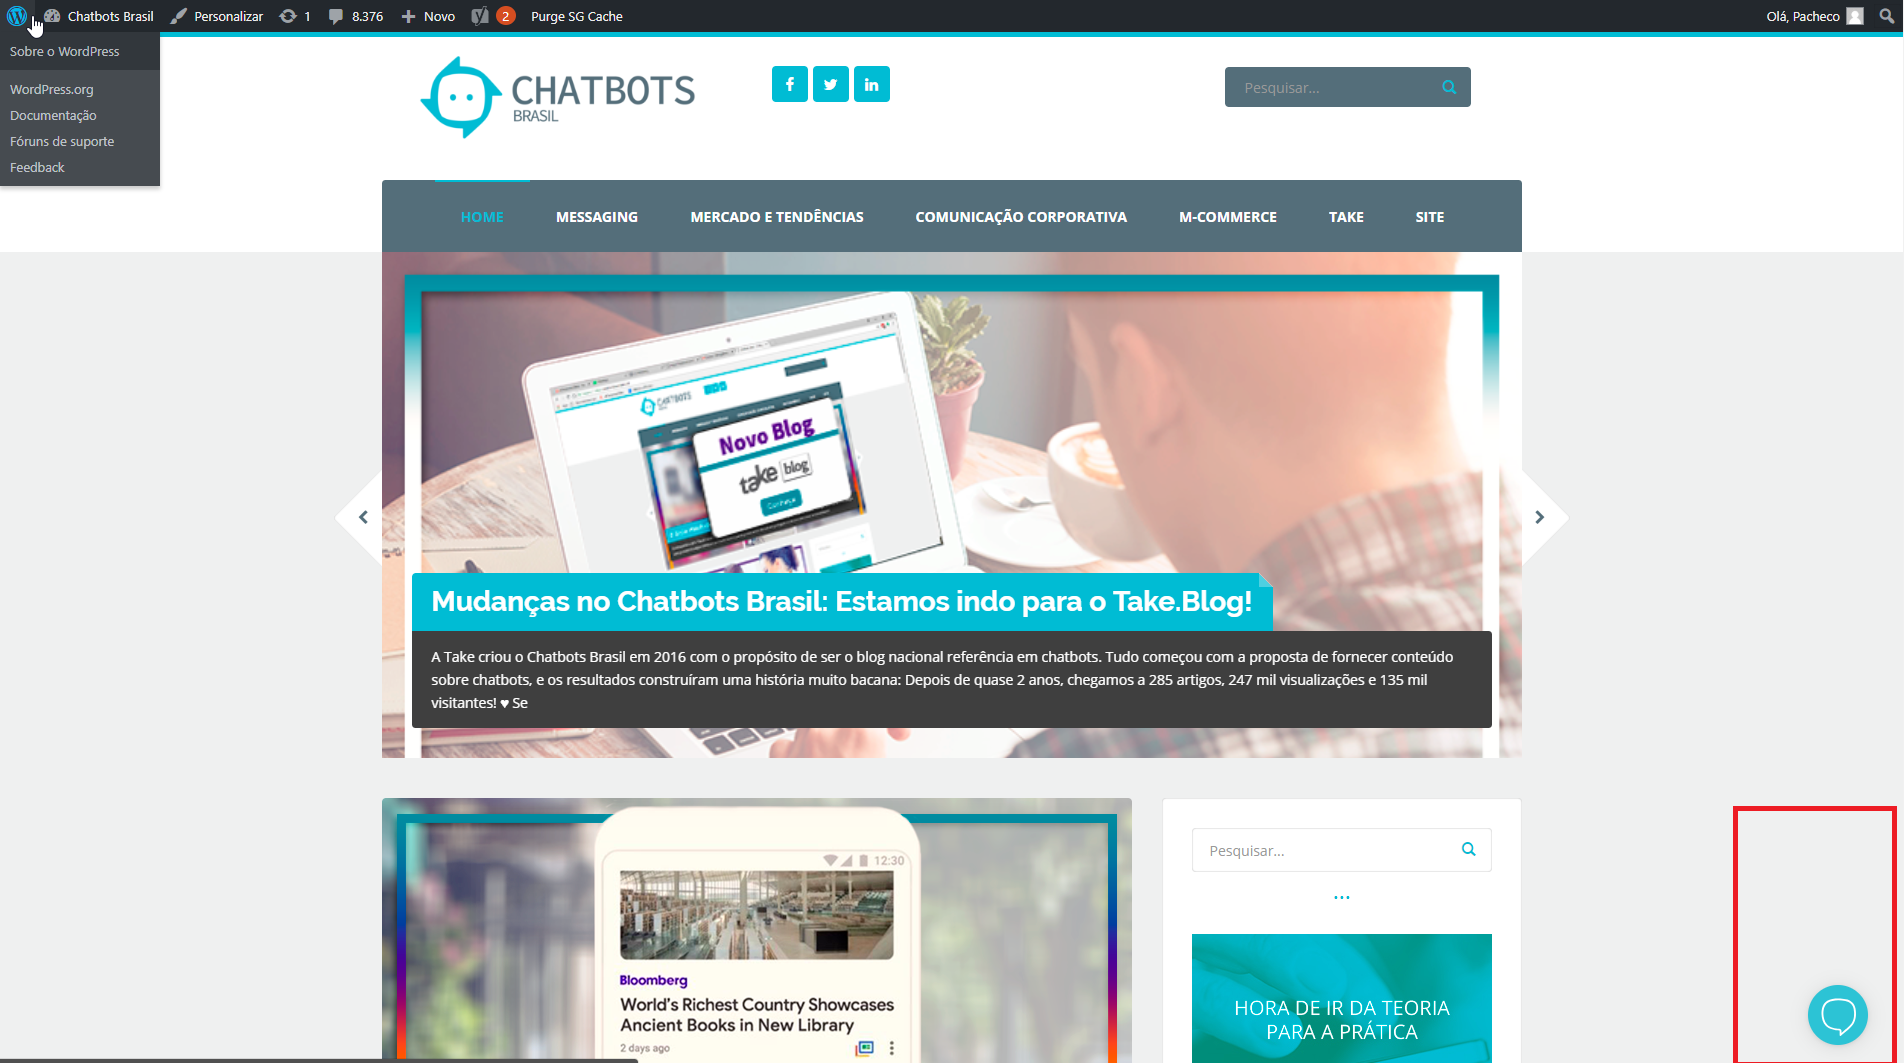 Chatbots Brasil Personalizar 1 8.376 Novo 2 Purge SG Cache Olá, Pacheco
Sobre o WordPress
WordPress.org
Documentação
Fóruns de suporte
Feedback
CHATBOTS
BRASIL
Pesquisar...
HOME MESSAGING MERCADO E TENDÊNCIAS COMUNICAÇÃO CORPORATIVA M-COMMERCE TAKE SITE
CHATBOTS
Novo Blog
take blog
Conheça
Mudanças no Chatbots Brasil: Estamos indo para o Take.Blog!
A Take criou o Chatbots Brasil em 2016 com o propósito de ser o blog nacional referência em chatbots. Tudo começou com a proposta de fornecer conteúdo
sobre chatbots, e os resultados construíram uma história muito bacana: Depois de quase 2 anos, chegamos a 285 artigos, 247 mil visualizações e 135 mil
visitantes! ♥ Se
12:30
Bloomberg
World's Richest Country Showcases
Ancient Books in New Library
2 days ago
Pesquisar...
...
HORA DE IR DA TEORIA
PARA A PRÁTICA